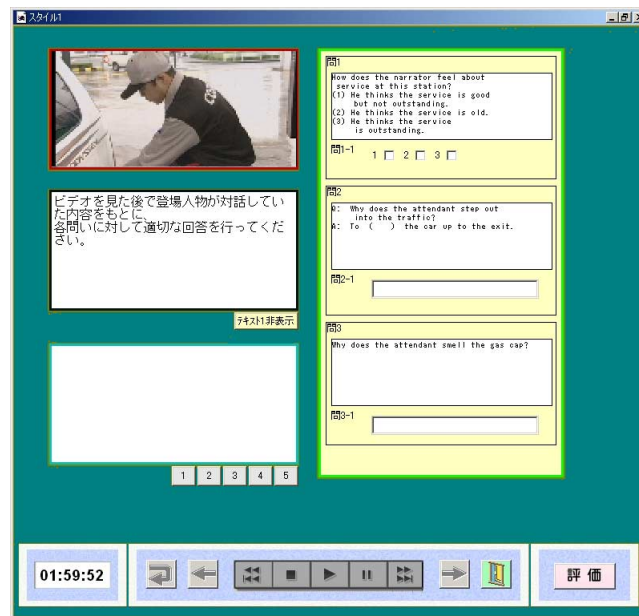 スタイル1
ビデオを見た後で登場人物が対話してい
た内容をもとに、
各問いに対して適切な回答を行ってくだ
さい。
テキスト1非表示
1 2 3 4 5
問1
How does the narrator feel about
service at this station?
(1) He thinks the service is good
but not outstanding.
(2) He thinks the service is old.
(3) He thinks the service
is outstanding.
問1-1
1 2 3
問2
Q: Why does the attendant step out
into the traffic?
A: To ( ) the car up to the exit.
問2-1
問3
Why does the attendant smell the gas cap?
問3-1
01:59:52
評価